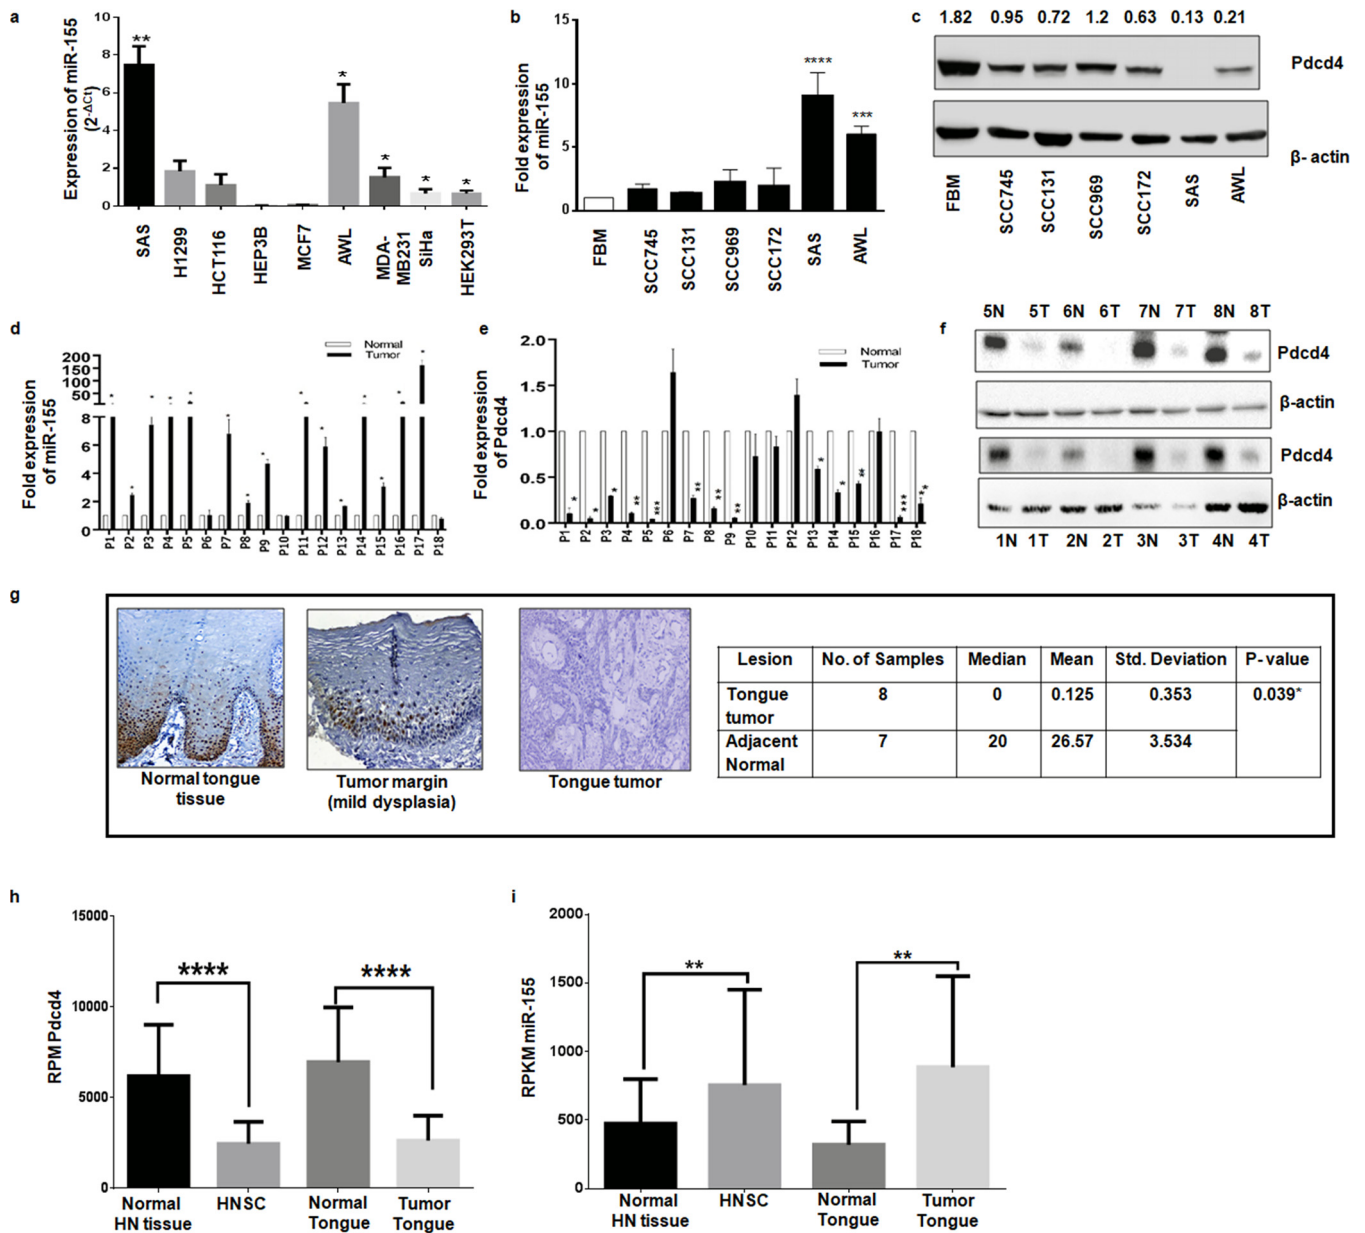 a
Expression of miR-155
(2-ΔCt)
10
8
6
4
2
0
**
*
*
*
*
SAS
H1299
HCT116
HEP3B
MCF7
AWL
MDA-
MB231
SiHa
HEK293T
b
Fold expression
of miR-155
15
10
5
0
****
***
FBM
SCC745
SCC131
SCC969
SCC172
SAS
AWL
c
1.82 0.95 0.72 1.2 0.63 0.13 0.21
Pdcd4
β- actin
FBM
SCC745
SCC131
SCC969
SCC172
SAS
AWL
d
Fold expression
of miR-155
200
150
100
50
8
6
4
2
0
Normal
Tumor
* * * * * * * * * * * * * * *
P1 P2 P3 P4 P5 P6 P7 P8 P9 P10 P11 P12 P13 P14 P15 P16 P17 P18
e
Fold expression
of Pdcd4
2.0
1.5
1.0
0.5
0.0
Normal
Tumor
* * * ** *** ** ** ** * * ** *** **
P1 P2 P3 P4 P5 P6 P7 P8 P9 P10 P11 P12 P13 P14 P15 P16 P17 P18
f
5N 5T 6N 6T 7N 7T 8N 8T
Pdcd4
β-actin
Pdcd4
β-actin
1N 1T 2N 2T 3N 3T 4N 4T
g
Normal tongue
tissue
Tumor margin
(mild dysplasia)
Tongue tumor
Lesion No. of Samples Median Mean Std. Deviation P- value
Tongue
tumor 8 0 0.125 0.353 0.039*
Adjacent
Normal 7 20 26.57 3.534
h
RPM Pdcd4
15000
10000
5000
0
****
****
Normal
HN tissue
HNSC
Normal
Tongue
Tumor
Tongue
i
RPKM miR-155
2000
1500
1000
500
0
**
**
Normal
HN tissue
HNSC
Normal
Tongue
Tumor
Tongue